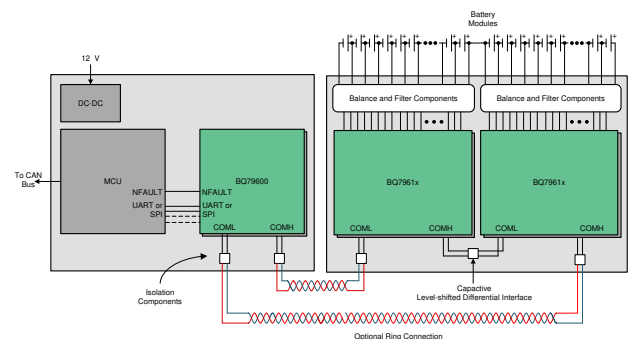 Battery
Modules
12 V
DC-DC
Balance and Filter Components
Balance and Filter Components
MCU
BQ79600
BQ7961x
BQ7961x
To CAN
Bus
NFAULT
NFAULT
UART or
SPI
UART or
SPI
COML
COMH
COML
COMH
COML
COMH
Isolation
Components
Capactive
Level-shifted Differential Interface
Optional Ring Connection